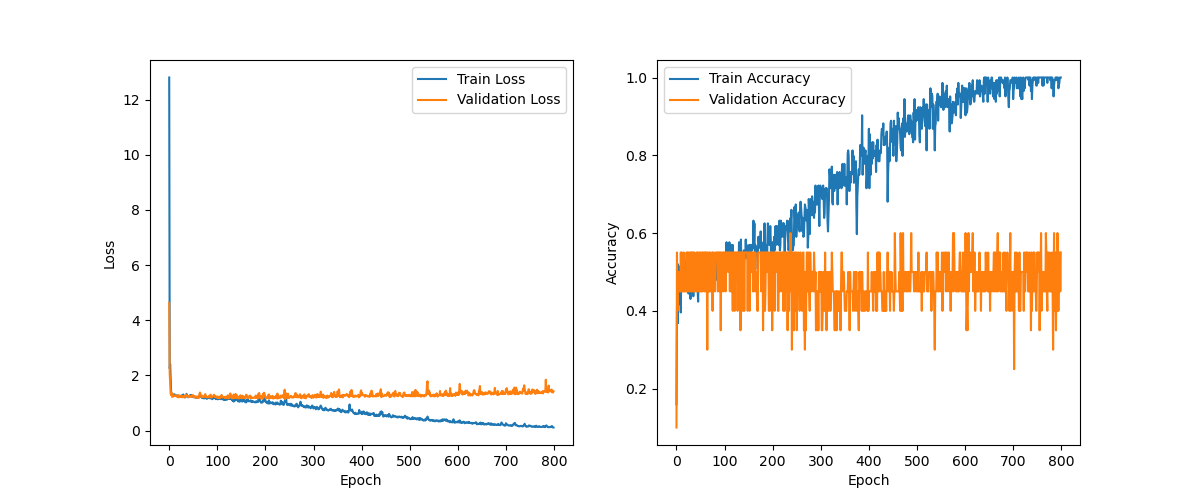 Train Loss
Validation Loss
12
10
8
6
4
2
0
Loss
0 100 200 300 400 500 600 700 800
Epoch
Train Accuracy
Validation Accuracy
1.0
0.8
0.6
0.4
0.2
Accuracy
0 100 200 300 400 500 600 700 800
Epoch